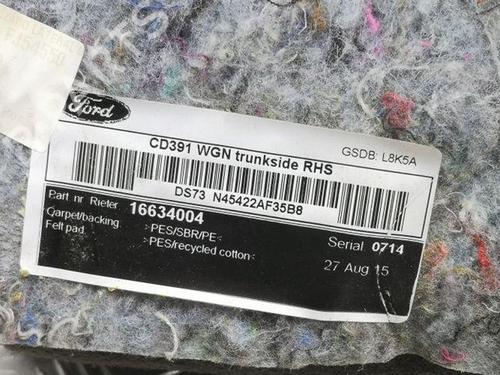 Ford
CD391 WGN trunkside RHS
GSDB: L8K5A
DS73 N45422AF35B8
Part nr Rieter 16634004
Carpet/backing: >PES/SBR/PE<
Felt pad: >PES/recycled cotton<
Serial 0714
27 Aug 15